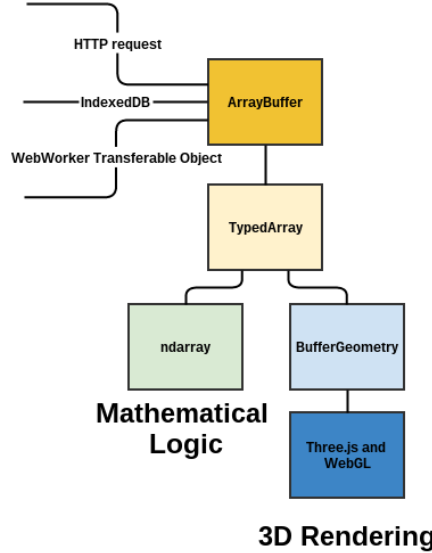 HTTP request
IndexedDB
ArrayBuffer
WebWorker Transferable Object
TypedArray
ndarray
BufferGeometry
Mathematical
Logic
Three.js and
WebGL
3D Rendering